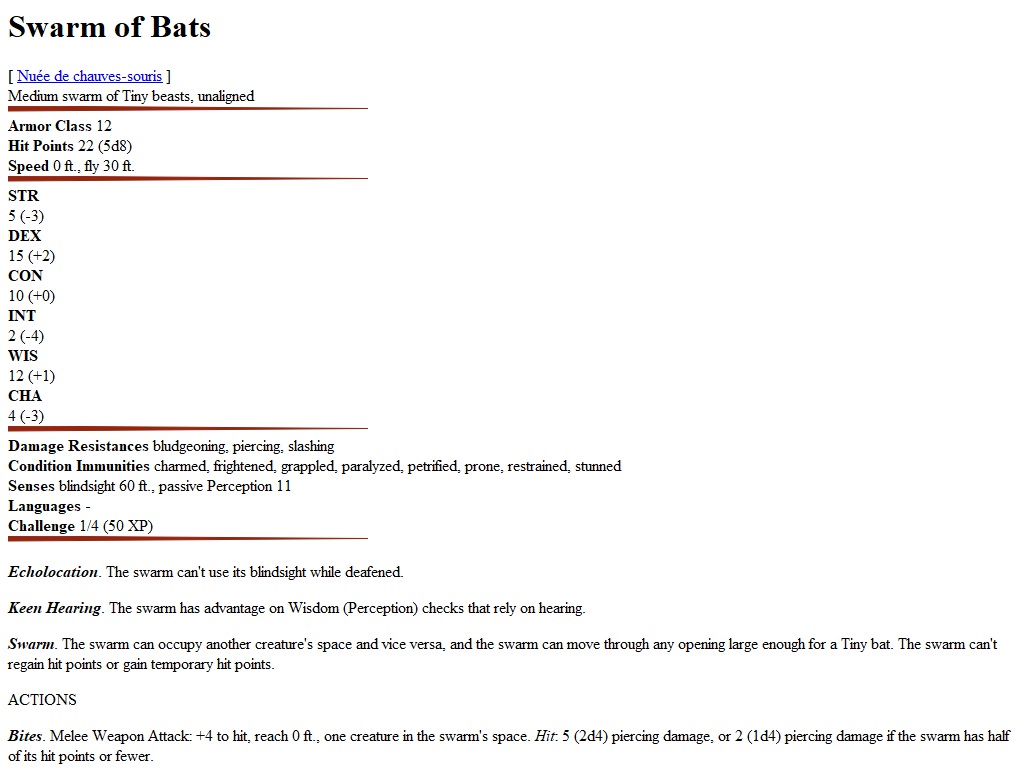 Swarm of Bats
[ Nuée de chauves-souris ]
Medium swarm of Tiny beasts, unaligned
Armor Class 12
Hit Points 22 (5d8)
Speed 0 ft., fly 30 ft.
STR
5 (-3)
DEX
15 (+2)
CON
10 (+0)
INT
2 (-4)
WIS
12 (+1)
CHA
4 (-3)
Damage Resistances bludgeoning, piercing, slashing
Condition Immunities charmed, frightened, grappled, paralyzed, petrified, prone, restrained, stunned
Senses blindsight 60 ft., passive Perception 11
Languages -
Challenge 1/4 (50 XP)
Echolocation. The swarm can't use its blindsight while deafened.
Keen Hearing. The swarm has advantage on Wisdom (Perception) checks that rely on hearing.
Swarm. The swarm can occupy another creature's space and vice versa, and the swarm can move through any opening large enough for a Tiny bat. The swarm can't
regain hit points or gain temporary hit points.
ACTIONS
Bites. Melee Weapon Attack: +4 to hit, reach 0 ft., one creature in the swarm's space. Hit: 5 (2d4) piercing damage, or 2 (1d4) piercing damage if the swarm has half
of its hit points or fewer.